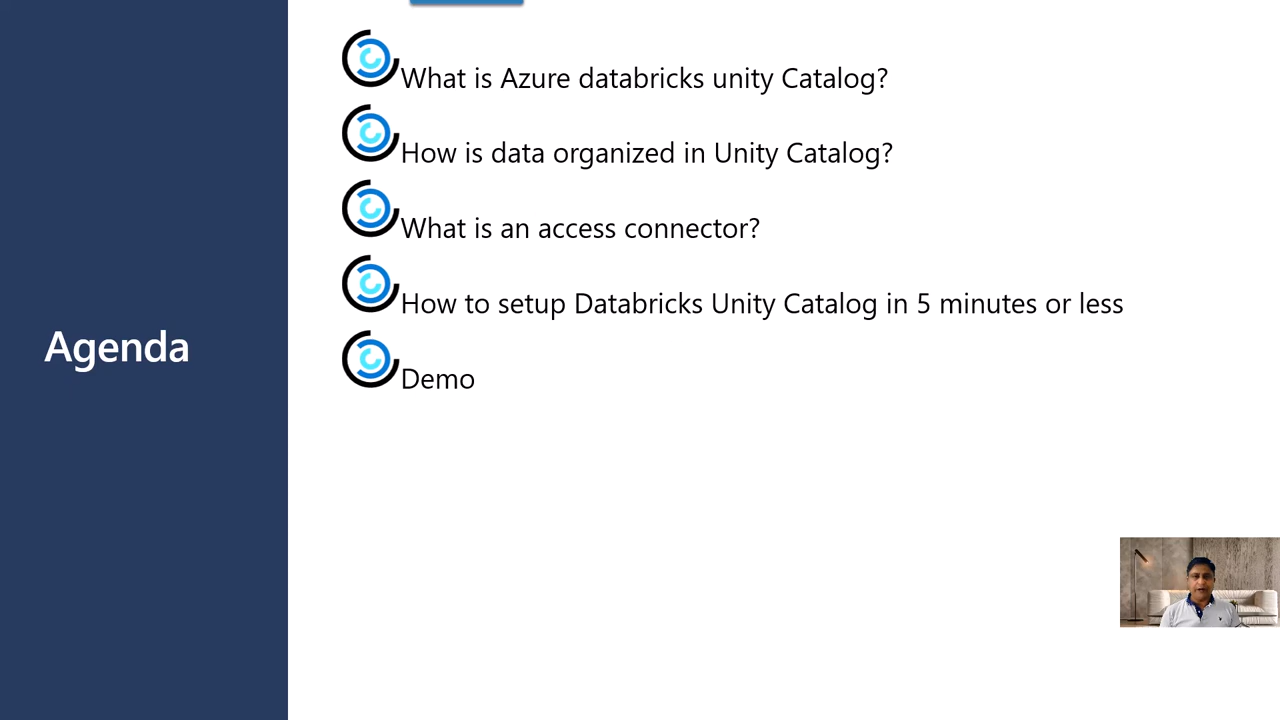 What is Azure databricks unity Catalog?
How is data organized in Unity Catalog?
What is an access connector?
How to setup Databricks Unity Catalog in 5 minutes or less
Agenda
Demo